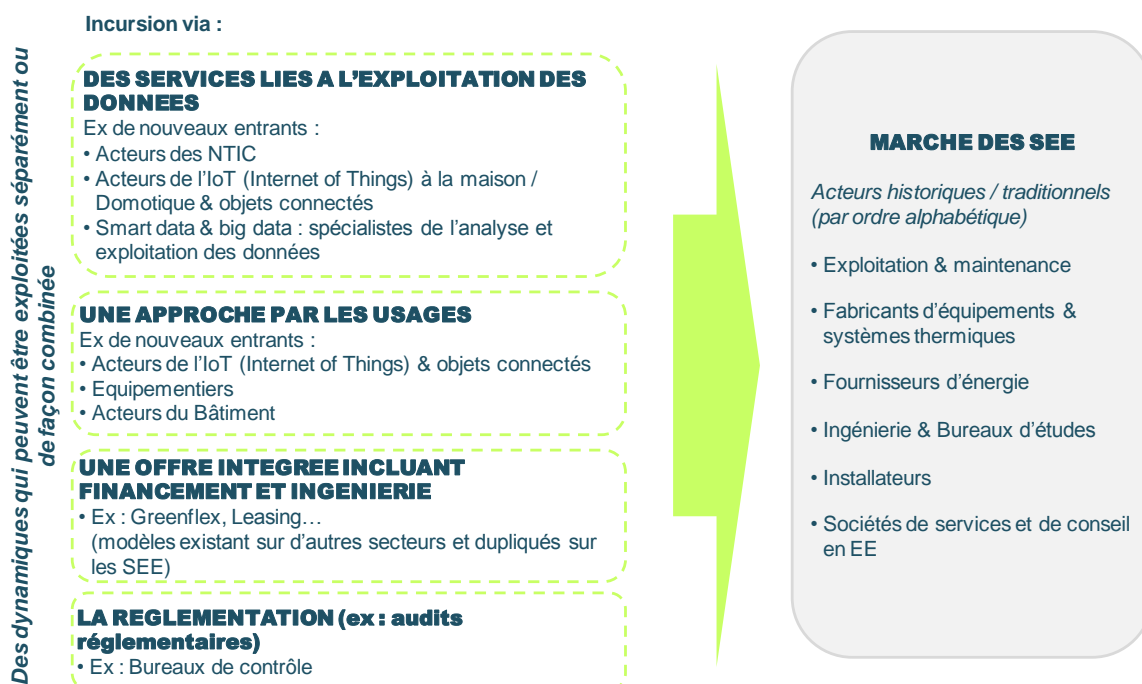 Incursion via :
Des dynamiques qui peuvent être exploitées séparément ou
de façon combinée
DES SERVICES LIES A L'EXPLOITATION DES
DONNEES
Ex de nouveaux entrants :
• Acteurs des NTIC
• Acteurs de l'IoT (Internet of Things) à la maison /
Domotique & objets connectés
• Smart data & big data : spécialistes de l'analyse et
exploitation des données
UNE APPROCHE PAR LES USAGES
Ex de nouveaux entrants :
• Acteurs de l'IoT (Internet of Things) & objets connectés
• Equipementiers
• Acteurs du Bâtiment
UNE OFFRE INTEGREE INCLUANT
FINANCEMENT ET INGENIERIE
• Ex : Greenflex, Leasing…
(modèles existant sur d'autres secteurs et dupliqués sur
les SEE)
LA REGLEMENTATION (ex : audits
réglementaires)
• Ex : Bureaux de contrôle
MARCHE DES SEE
Acteurs historiques / traditionnels
(par ordre alphabétique)
• Exploitation & maintenance
• Fabricants d'équipements &
systèmes thermiques
• Fournisseurs d'énergie
• Ingénierie & Bureaux d'études
• Installateurs
• Sociétés de services et de conseil
en EE